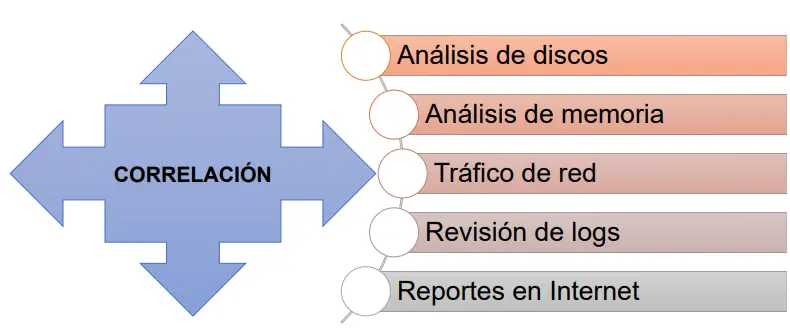 CORRELACIÓN
Análisis de discos
Análisis de memoria
Tráfico de red
Revisión de logs
Reportes en Internet